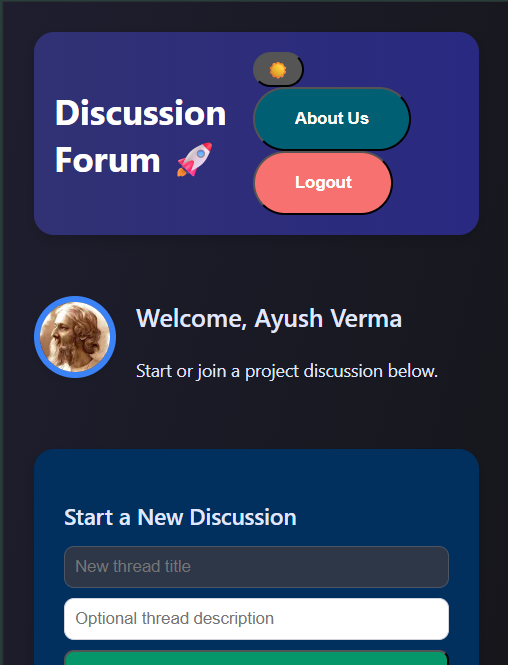 Discussion
Forum 🚀
About Us
Logout
Welcome, Ayush Verma
Start or join a project discussion below.
Start a New Discussion
New thread title
Optional thread description